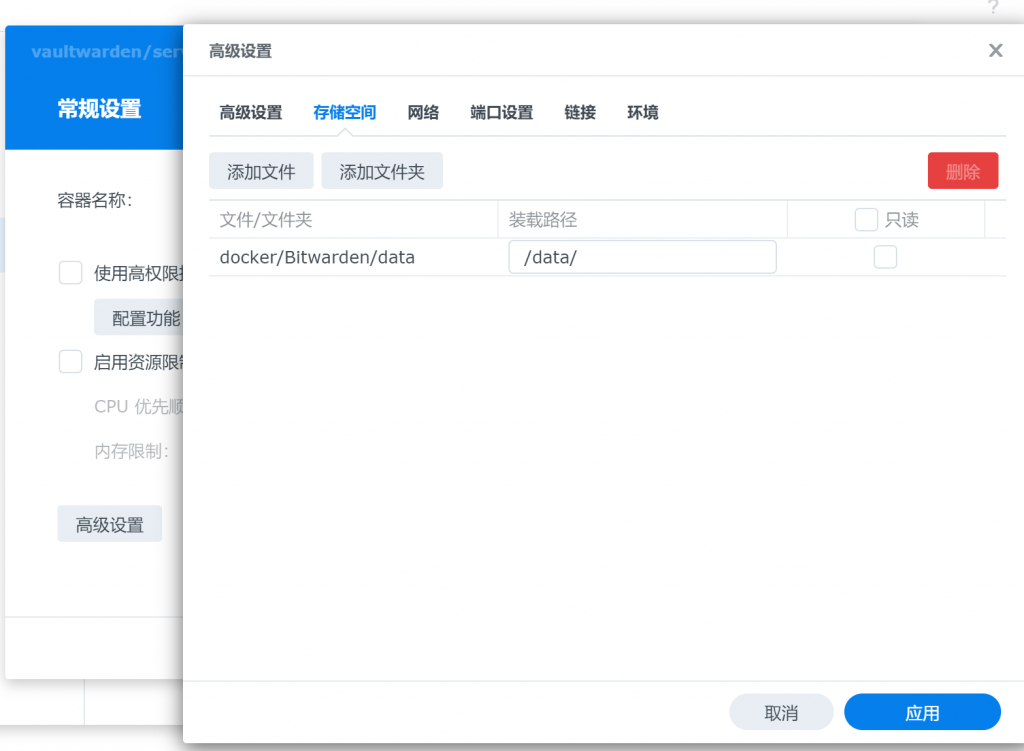 ?
vaultwarden/ser
常规设置
容器名称:
使用高权限
配置功能
启用资源限
CPU 优先顺
内存限制:
高级设置
高级设置
高级设置 存储空间 网络 端口设置 链接 环境
添加文件 添加文件夹 删除
文件/文件夹 装载路径 只读
docker/Bitwarden/data /data/
取消 应用